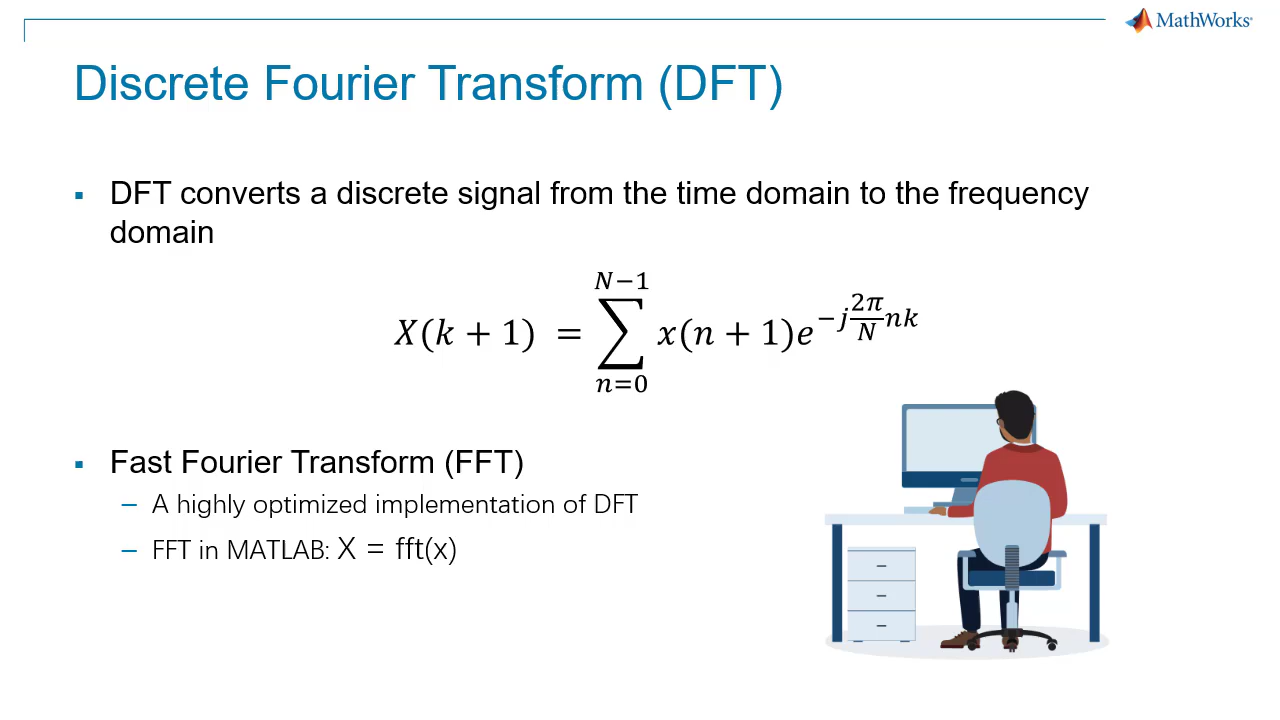 MathWorks®
Discrete Fourier Transform (DFT)
▪ DFT converts a discrete signal from the time domain to the frequency
domain
X(k + 1) = ∑_{n=0}^{N−1} x(n + 1)e^{−j\frac{2π}{N}nk}
▪ Fast Fourier Transform (FFT)
– A highly optimized implementation of DFT
– FFT in MATLAB: X = fft(x)